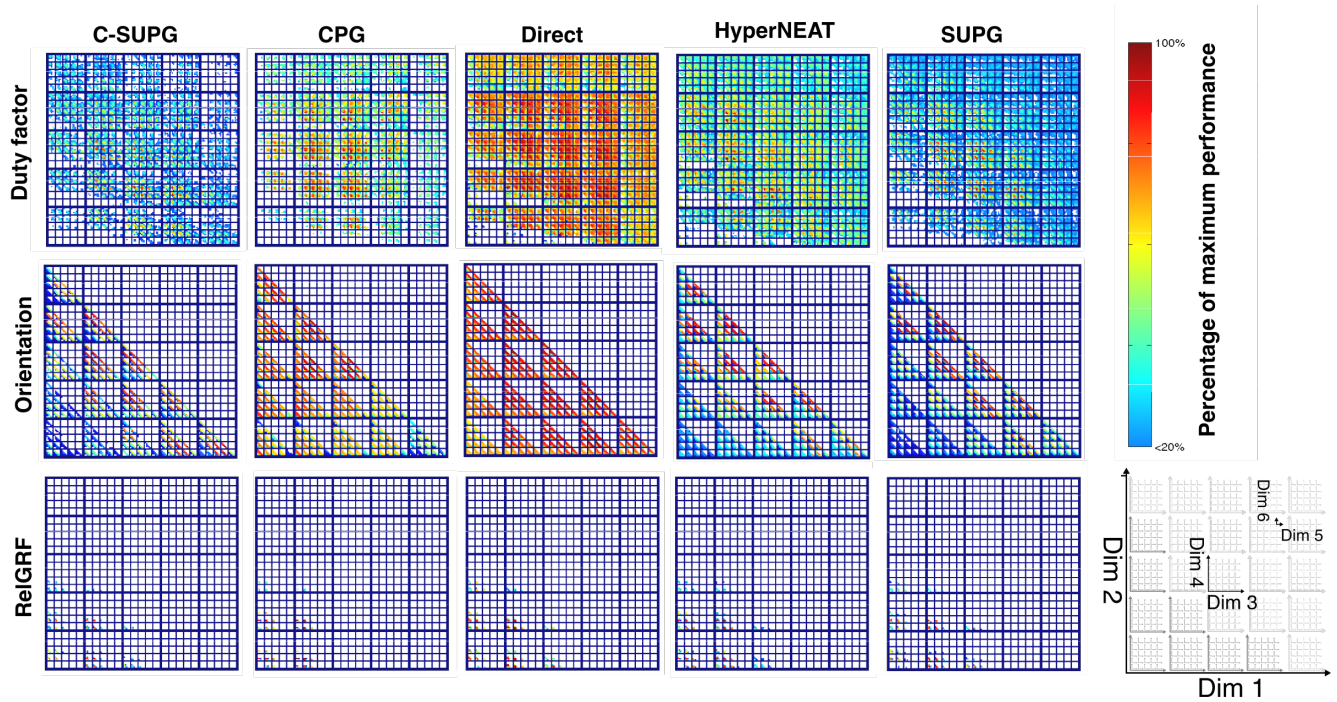 C-SUPG
CPG
Direct
HyperNEAT
SUPG
Duty factor
Orientation
RelGRF
100%
<20%
Percentage of maximum performance
Dim 1
Dim 2
Dim 3
Dim 4
Dim 5
Dim 6